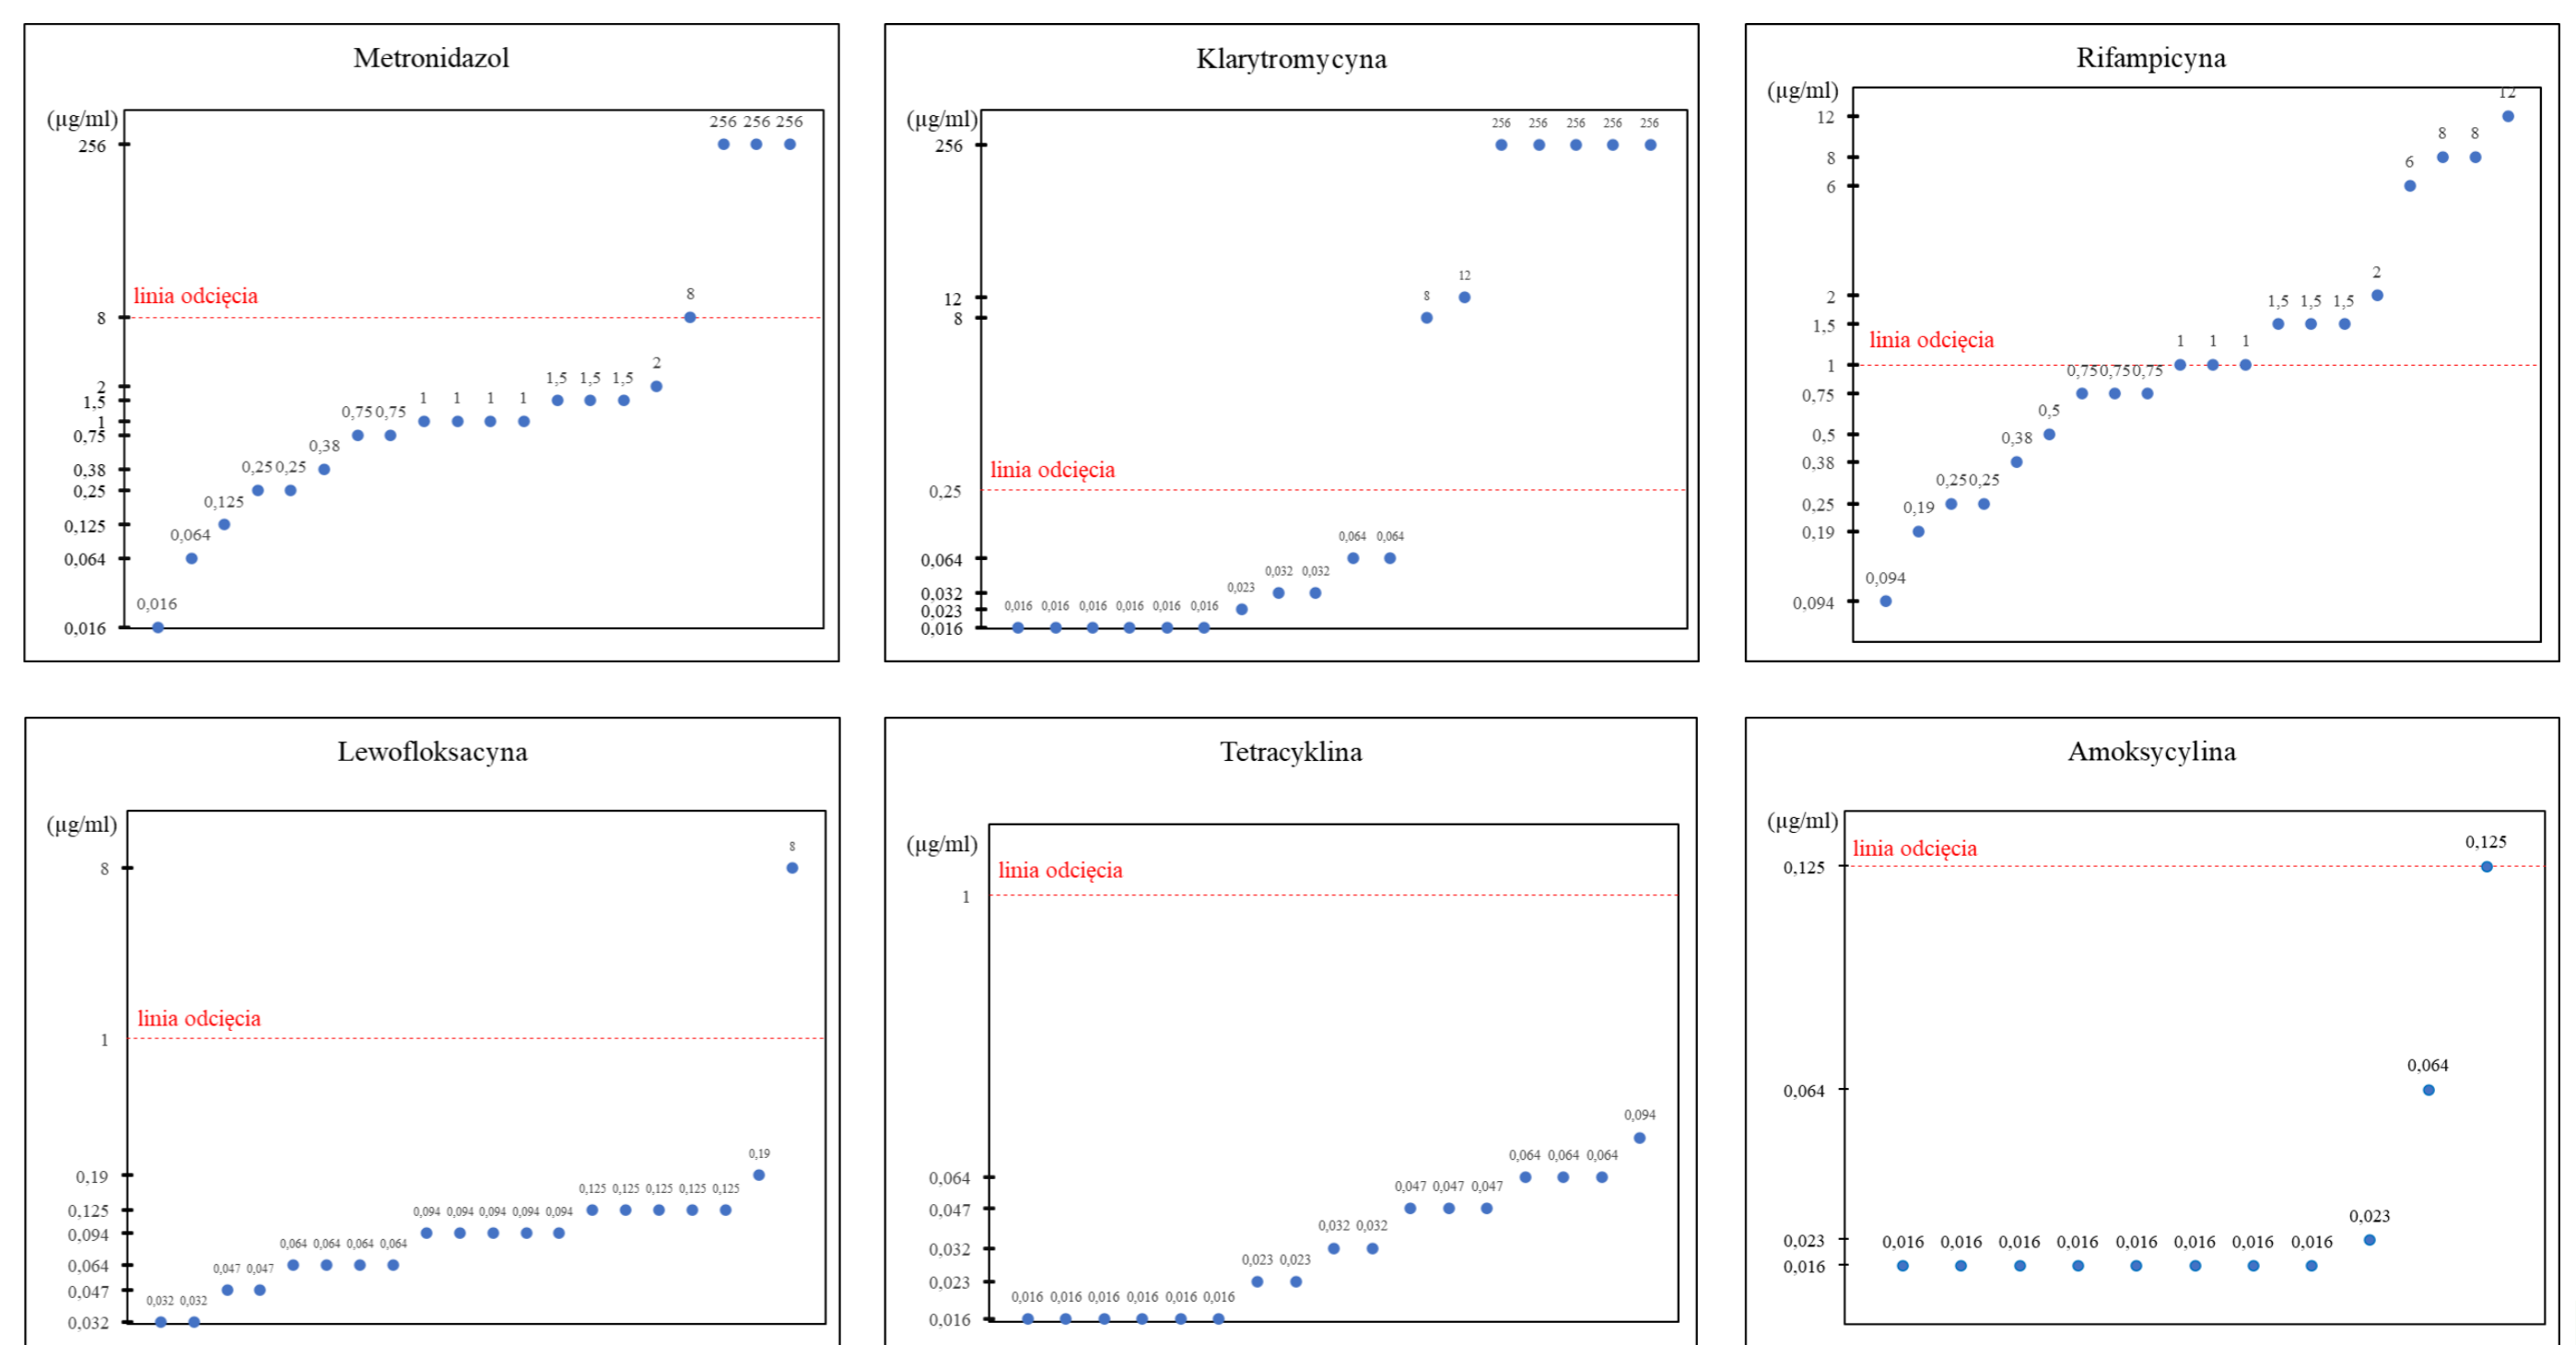 Metronidazol
(µg/ml)
256 256 256
256
linia odcięcia
8
8
2
2
1,5 1,5 1,5
1,5
1 1 1 1
1
0,75 0,75
0,75
0,38
0,38
0,25 0,25
0,25
0,125
0,125
0,064
0,064
0,016
0,016
Klarytromycyna
(µg/ml)
256 256 256 256 256
256
12
12
8
8
linia odcięcia
0,25
0,064 0,064
0,064
0,032 0,032
0,032
0,023
0,023
0,016 0,016 0,016 0,016 0,016 0,016
0,016
Rifampicyna
(µg/ml)
12
12
8 8
8
6
6
2
2
1,5 1,5 1,5
1,5
linia odcięcia
1 1 1
1
0,75 0,75 0,75
0,75
0,5
0,5
0,38
0,38
0,25 0,25
0,25
0,19
0,19
0,094
0,094
Lewofloksacyna
(µg/ml)
8
8
linia odcięcia
1
0,19
0,19
0,125 0,125 0,125 0,125 0,125
0,125
0,094 0,094 0,094 0,094 0,094
0,094
0,064 0,064 0,064 0,064
0,064
0,047 0,047
0,047
0,032 0,032
0,032
Tetracyklina
(µg/ml)
linia odcięcia
1
0,094
0,064 0,064 0,064
0,064
0,047 0,047 0,047
0,047
0,032 0,032
0,032
0,023 0,023
0,023
0,016 0,016 0,016 0,016 0,016 0,016
0,016
Amoksycylina
(µg/ml)
linia odcięcia
0,125
0,125
0,064
0,064
0,023
0,023
0,016 0,016 0,016 0,016 0,016 0,016 0,016 0,016
0,016